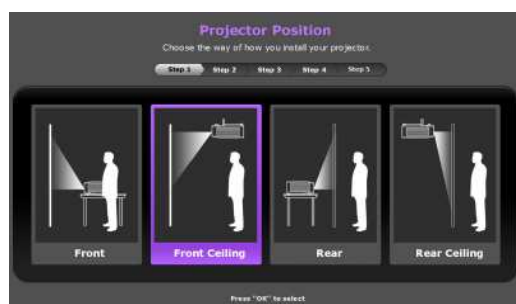 Projector Position
Choose the way of how you install your projector.
Step 1 Step 2 Step 3 Step 4 Step 5
Front Front Ceiling Rear Rear Ceiling
Press "OK" to select